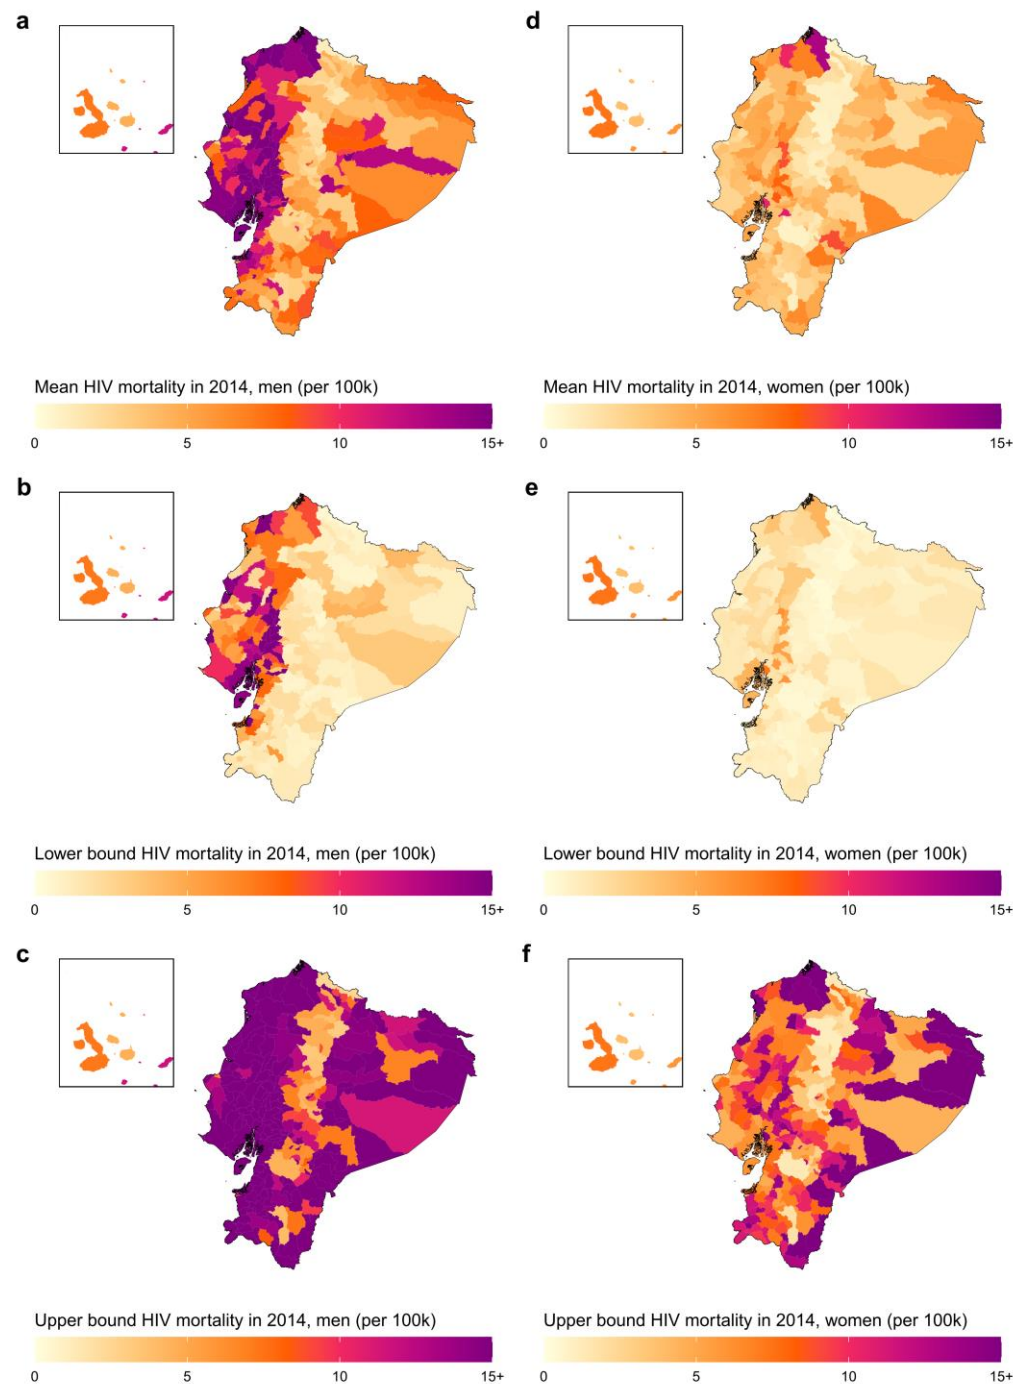 a
Mean HIV mortality in 2014, men (per 100k)
0 5 10 15+
b
Lower bound HIV mortality in 2014, men (per 100k)
0 5 10 15+
c
Upper bound HIV mortality in 2014, men (per 100k)
0 5 10 15+
d
Mean HIV mortality in 2014, women (per 100k)
0 5 10 15+
e
Lower bound HIV mortality in 2014, women (per 100k)
0 5 10 15+
f
Upper bound HIV mortality in 2014, women (per 100k)
0 5 10 15+